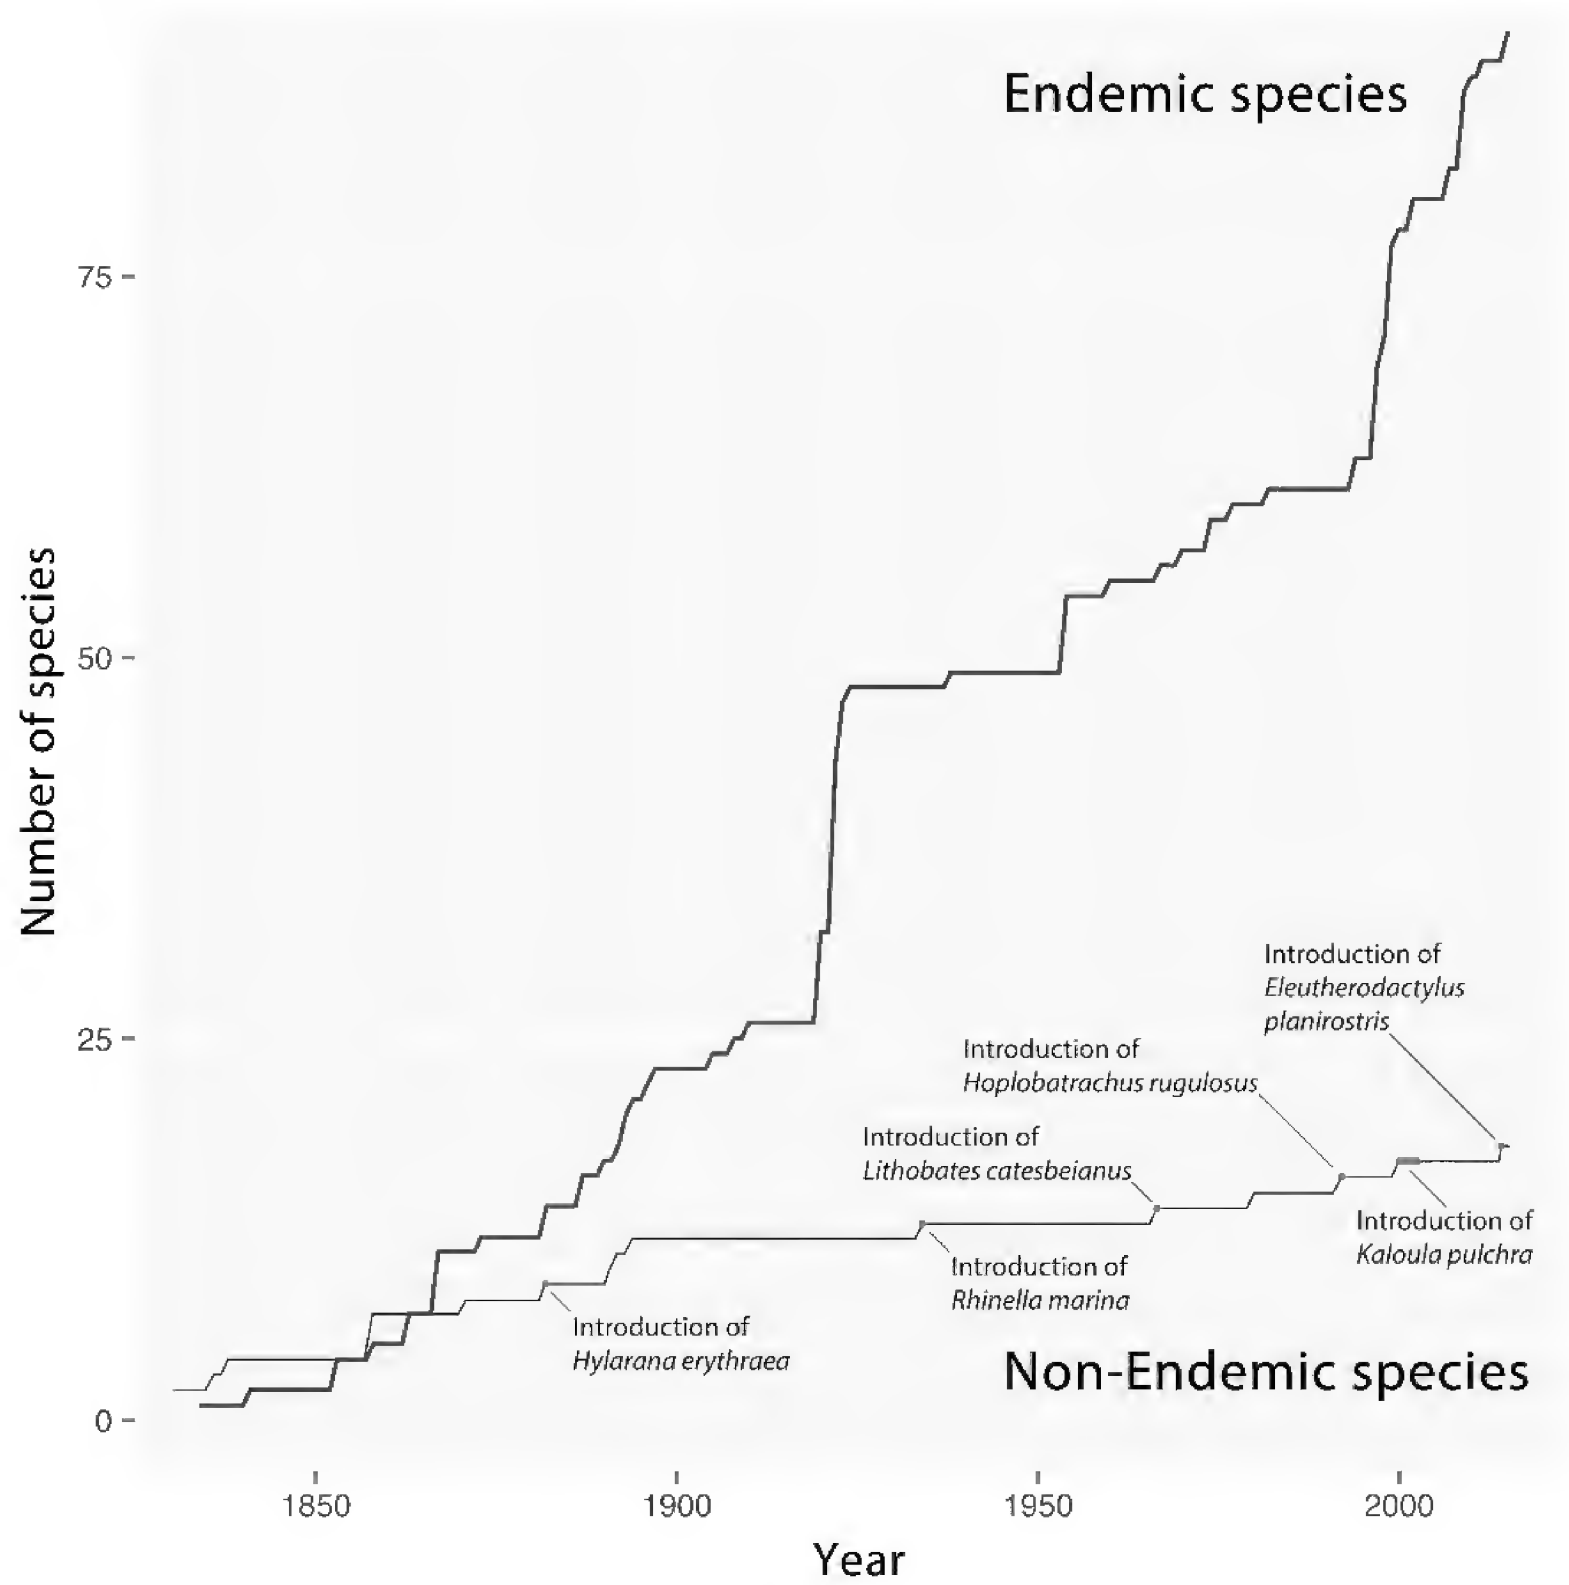 Endemic species
75
50
25
0
Number of species
Introduction of
Eleutherodactylus
planirostris
Introduction of
Hoplobatrachus rugulosus
Introduction of
Lithobates catesbeianus
Introduction of
Kaloula pulchra
Introduction of
Rhinella marina
Introduction of
Hylarana erythraea
Non-Endemic species
1850
1900
1950
2000
Year